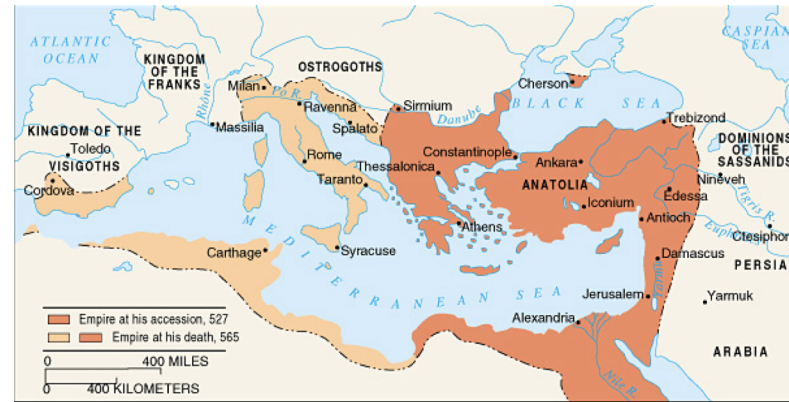 ATLANTIC
OCEAN
CASPIAN
SEA
KINGDOM
OF THE
FRANKS
OSTROGOTHS
Milan
Po R.
Rhône
Ravenna
Sirmium
Danube
Cherson
BLACK SEA
Trebizond
KINGDOM OF THE
VISIGOTHS
Toledo
Massilia
Spalato
Constantinople
Ankara
DOMINIONS
OF THE
SASSANIDS
Rome
Thessalonica
ANATOLIA
Nineveh
Edessa
Tigris R.
Cordova
Taranto
Iconium
Antioch
Euph
Ctesiphon
Athens
MEDITERRANEAN SEA
Carthage
Syracuse
Damascus
PERSIA
Jerusalem
Yarmuk
Alexandria
ARABIA
Nile R.
Empire at his accession, 527
Empire at his death, 565
0 400 MILES
0 400 KILOMETERS